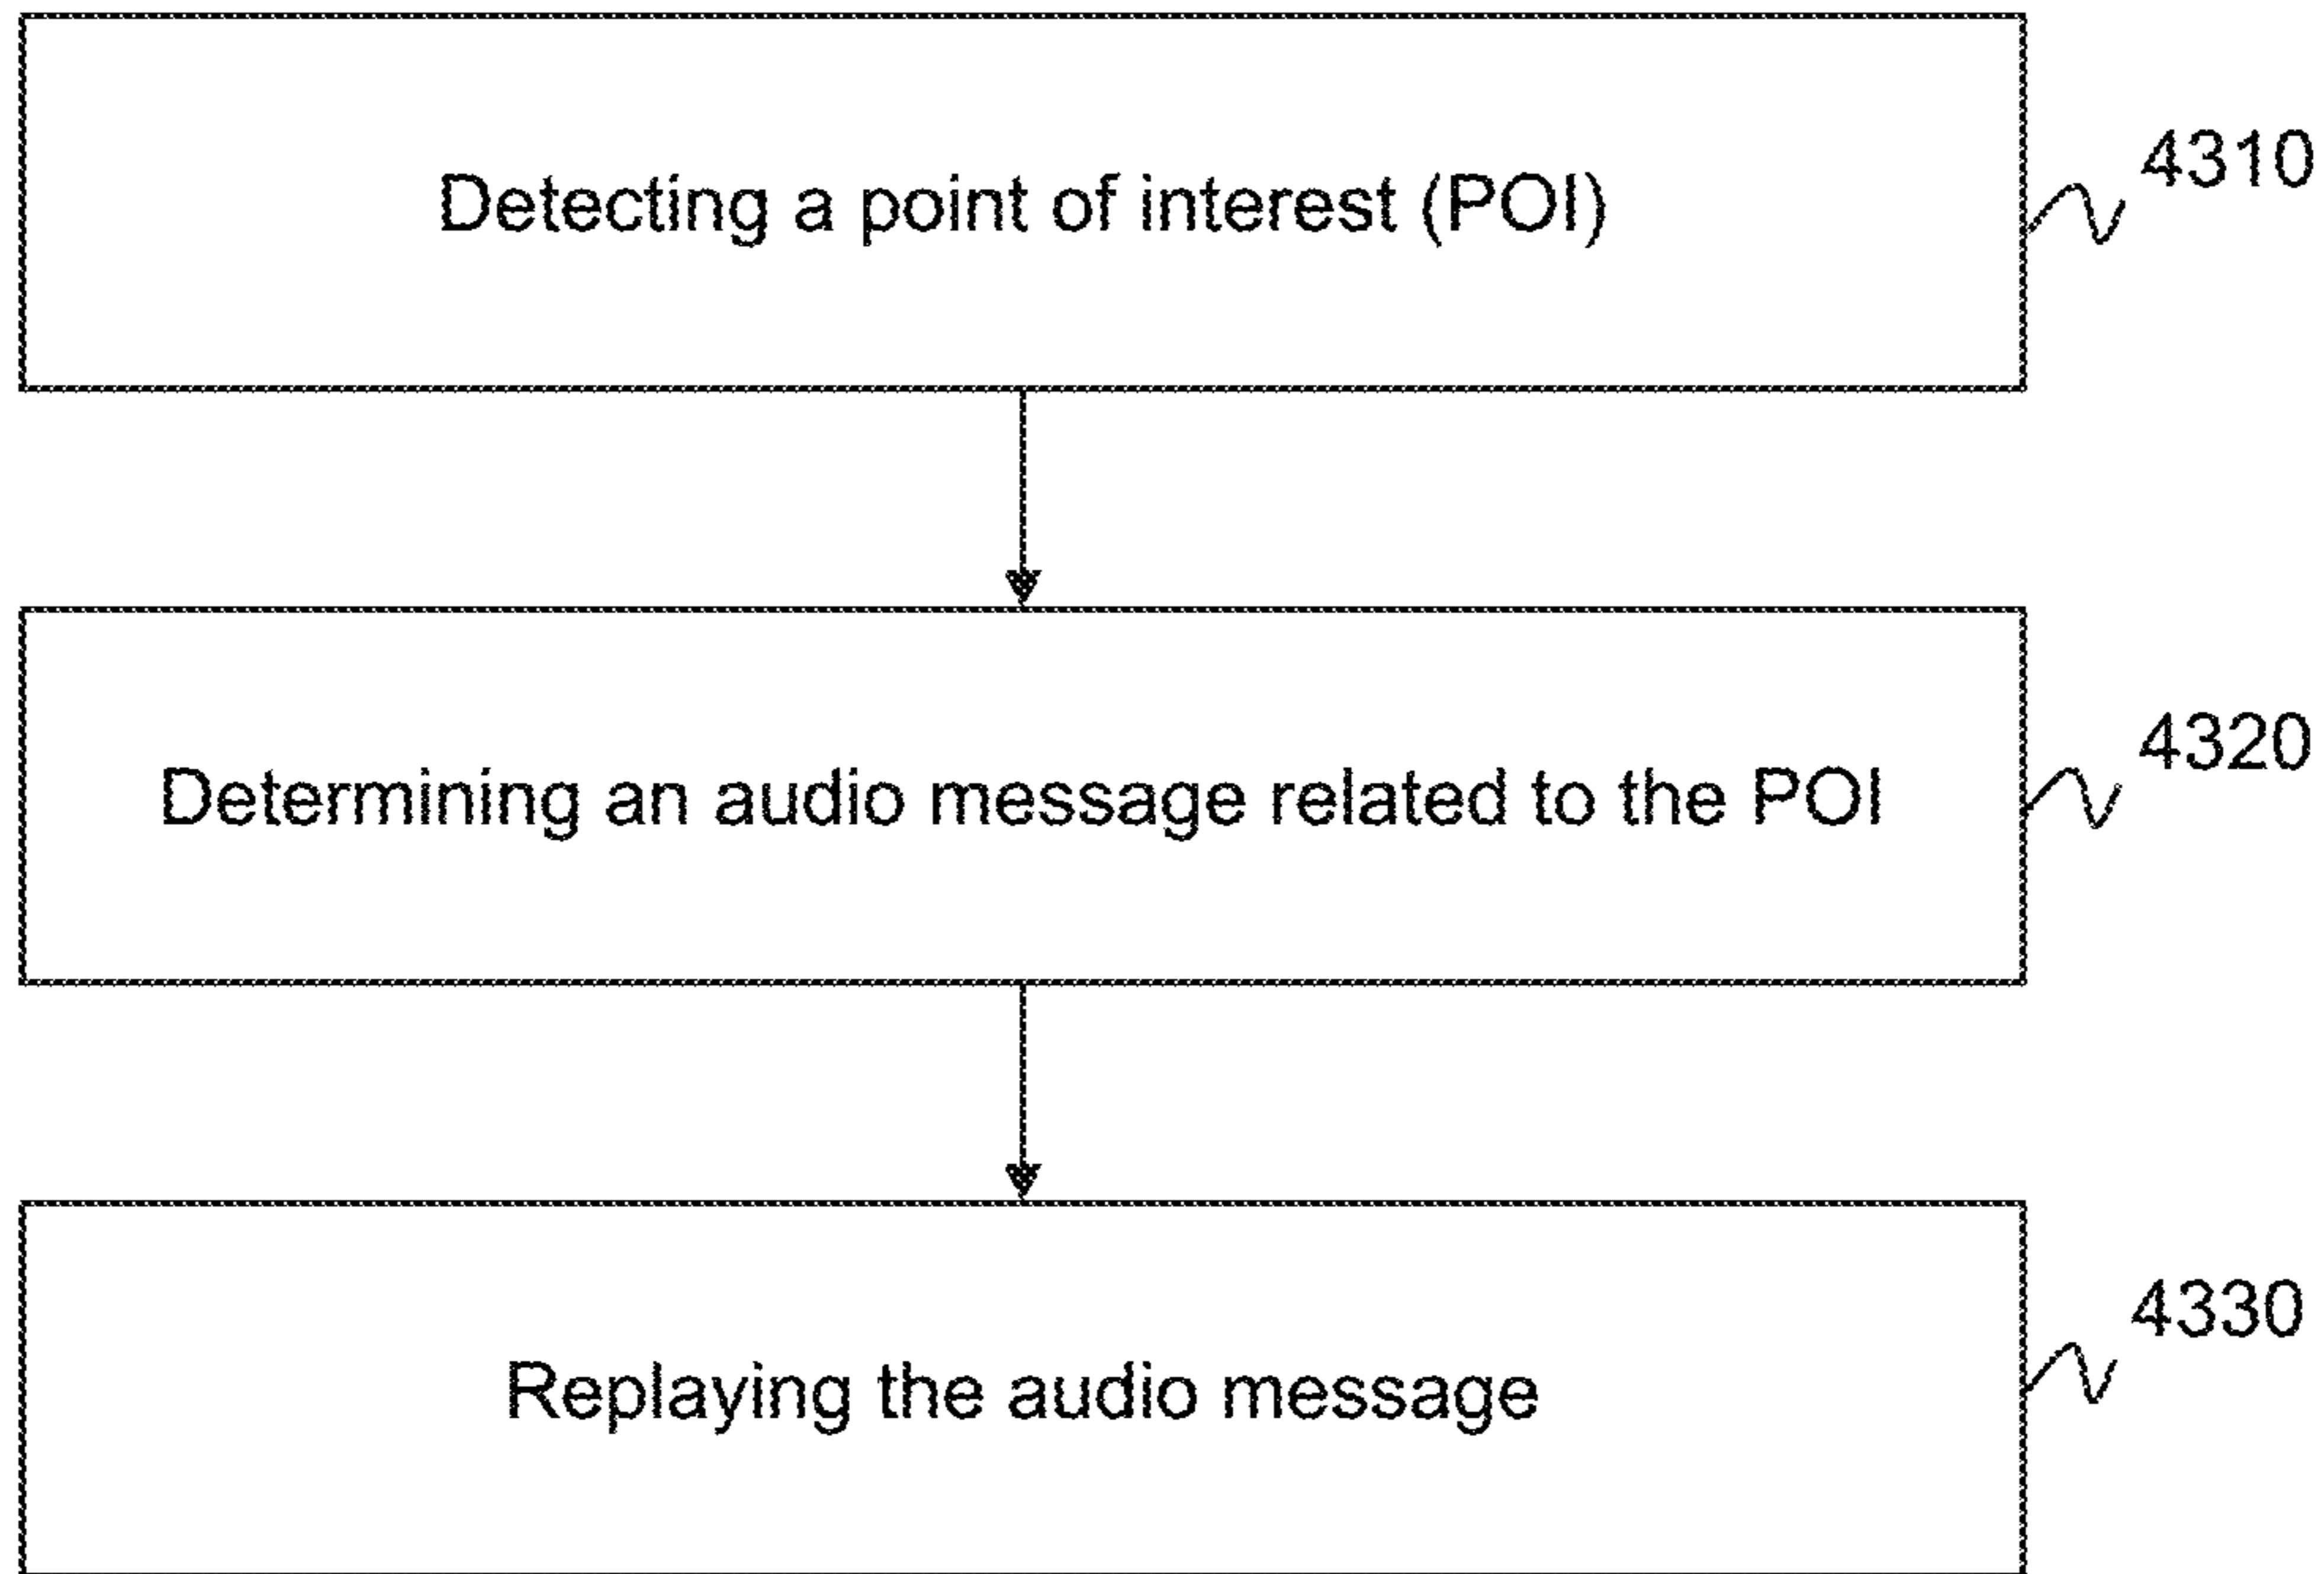 Detecting a point of interest (POI)
4310
Determining an audio message related to the POI
4320
Replaying the audio message
4330